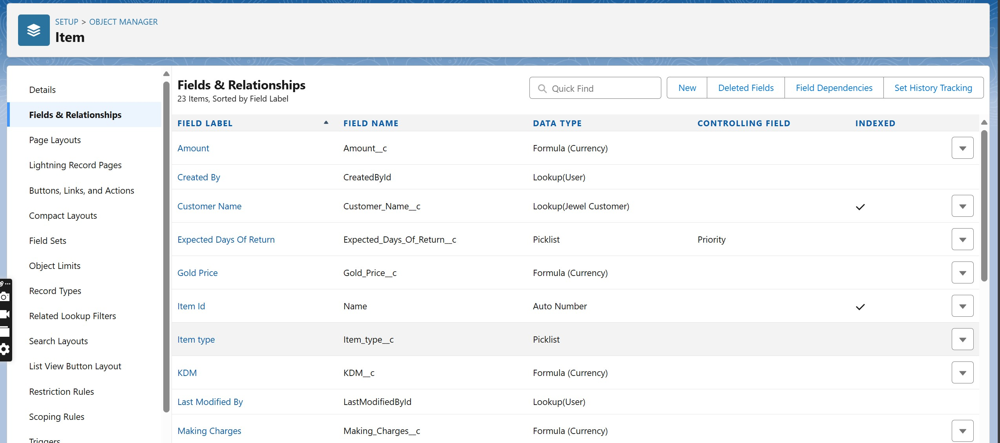 SETUP > OBJECT MANAGER
Item
Details
Fields & Relationships
Page Layouts
Lightning Record Pages
Buttons, Links, and Actions
Compact Layouts
Field Sets
Object Limits
Record Types
Related Lookup Filters
Search Layouts
List View Button Layout
Restriction Rules
Scoping Rules
Triggers
Fields & Relationships
23 Items, Sorted by Field Label
Quick Find
New Deleted Fields Field Dependencies Set History Tracking
FIELD LABEL FIELD NAME DATA TYPE CONTROLLING FIELD INDEXED
Amount Amount__c Formula (Currency)
Created By CreatedById Lookup(User)
Customer Name Customer_Name__c Lookup(Jewel Customer)
Expected Days Of Return Expected_Days_Of_Return__c Picklist Priority
Gold Price Gold_Price__c Formula (Currency)
Item Id Name Auto Number
Item type Item_type__c Picklist
KDM KDM__c Formula (Currency)
Last Modified By LastModifiedById Lookup(User)
Making Charges Making_Charges__c Formula (Currency)